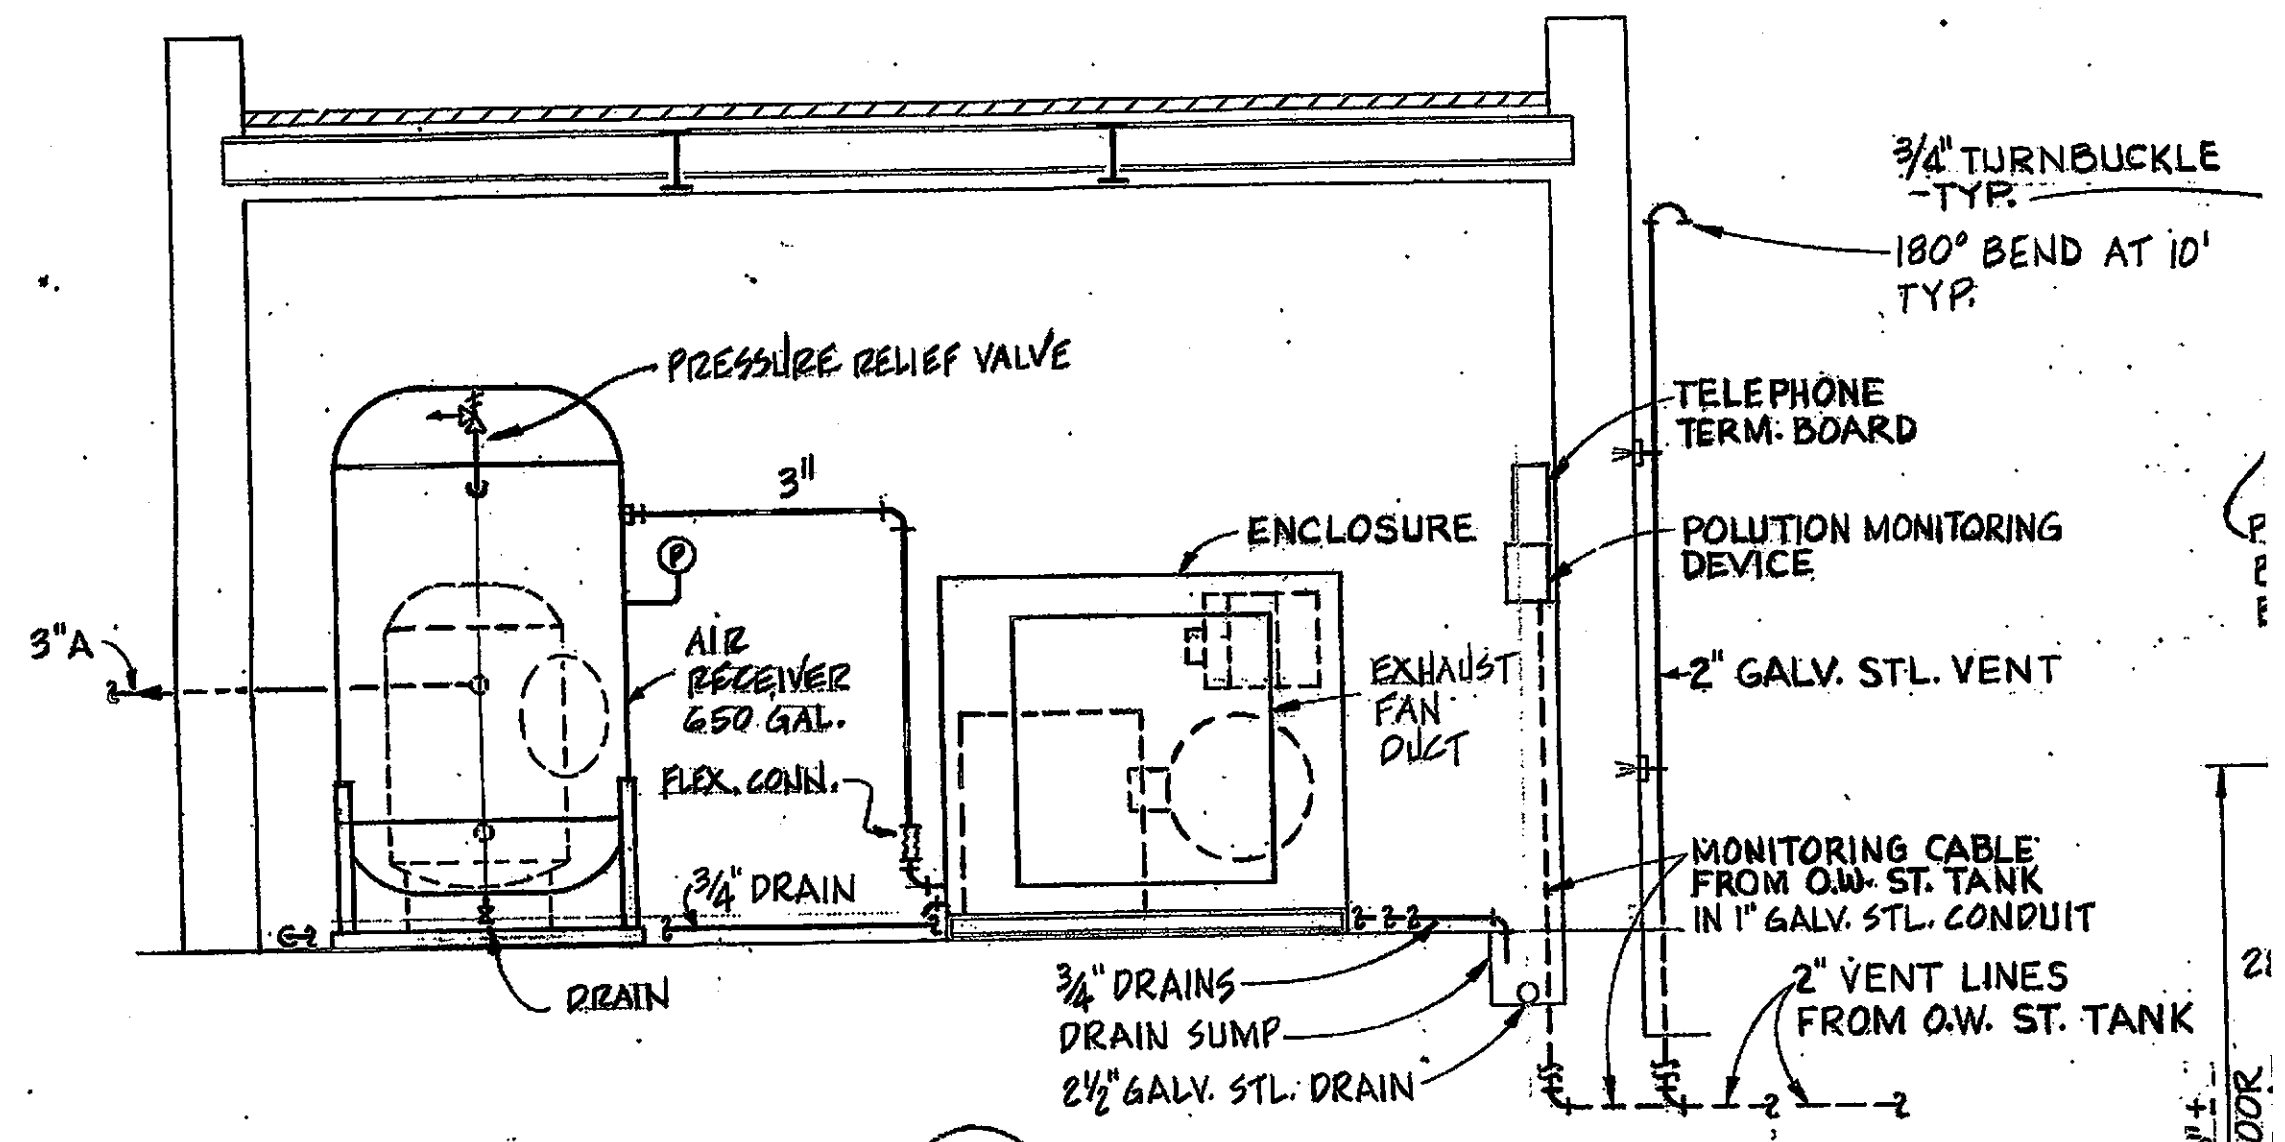 3/4" TURNBUCKLE
-TYP.
180° BEND AT 10'
TYP.
PRESSURE RELIEF VALVE
TELEPHONE
TERM. BOARD
3"
ENCLOSURE
POLUTION MONITORING
DEVICE
P
3"A
AIR
RECEIVER
650 GAL.
EXHAUST
FAN
DUCT
2" GALV. STL. VENT
FLEX. CONN.
3/4" DRAIN
MONITORING CABLE
FROM O.W. ST. TANK
IN 1" GALV. STL. CONDUIT
DRAIN
3/4" DRAINS
DRAIN SUMP
2½" GALV. STL. DRAIN
2" VENT LINES
FROM O.W. ST. TANK